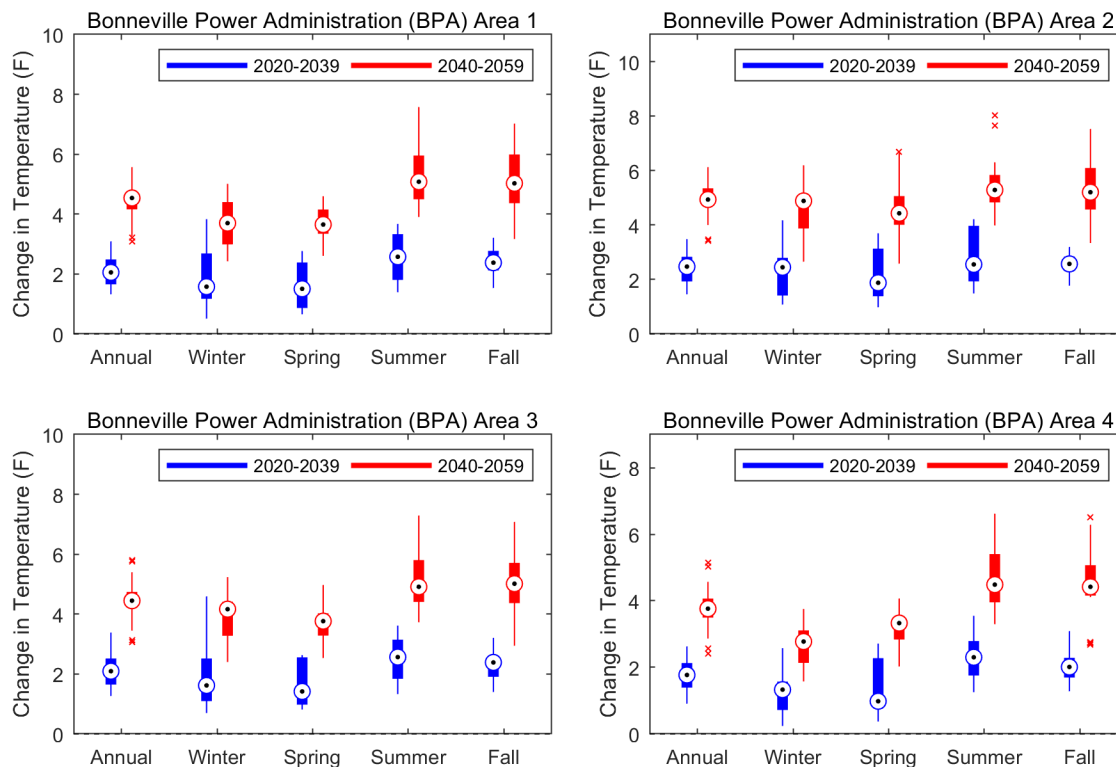 Bonneville Power Administration (BPA) Area 1
Change in Temperature (F)
10
8
6
4
2
0
2020-2039 2040-2059
Annual Winter Spring Summer Fall
Bonneville Power Administration (BPA) Area 2
Change in Temperature (F)
10
8
6
4
2
0
2020-2039 2040-2059
Annual Winter Spring Summer Fall
Bonneville Power Administration (BPA) Area 3
Change in Temperature (F)
10
8
6
4
2
0
2020-2039 2040-2059
Annual Winter Spring Summer Fall
Bonneville Power Administration (BPA) Area 4
Change in Temperature (F)
8
6
4
2
0
2020-2039 2040-2059
Annual Winter Spring Summer Fall